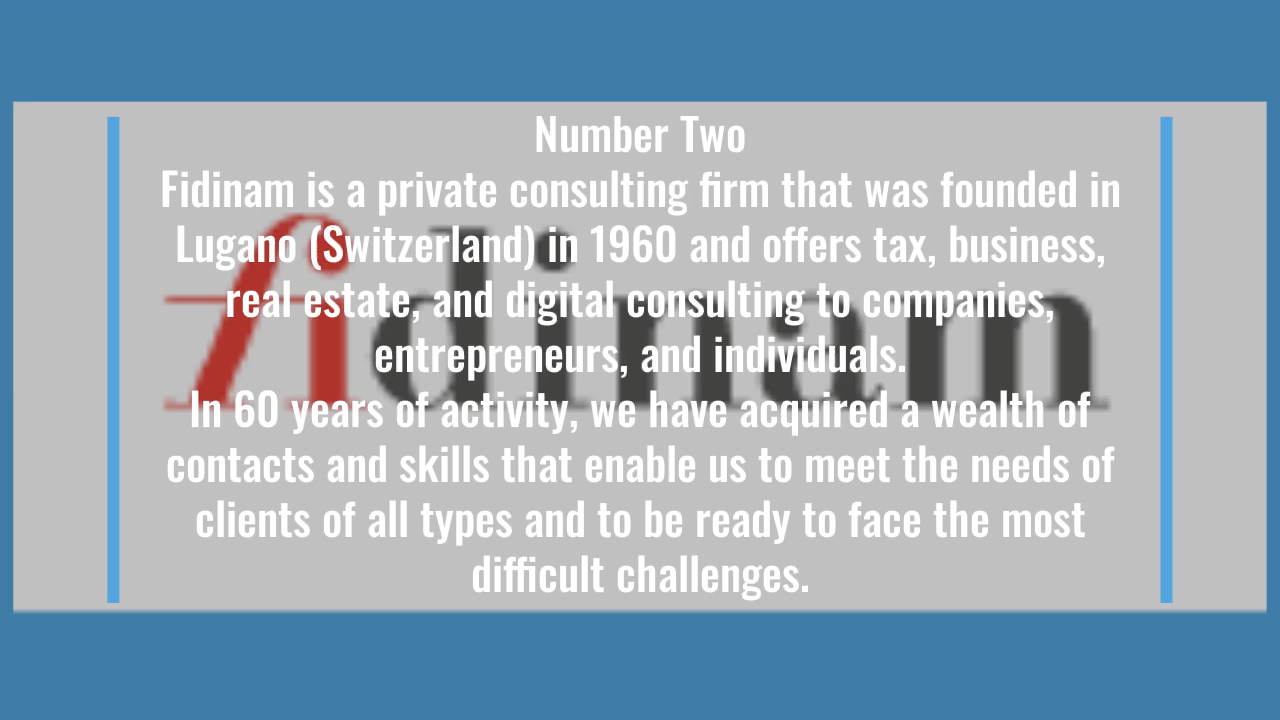 Number Two
Fidinam is a private consulting firm that was founded in
Lugano (Switzerland) in 1960 and offers tax, business,
real estate, and digital consulting to companies,
entrepreneurs, and individuals.
In 60 years of activity, we have acquired a wealth of
contacts and skills that enable us to meet the needs of
clients of all types and to be ready to face the most
difficult challenges.
fidinam